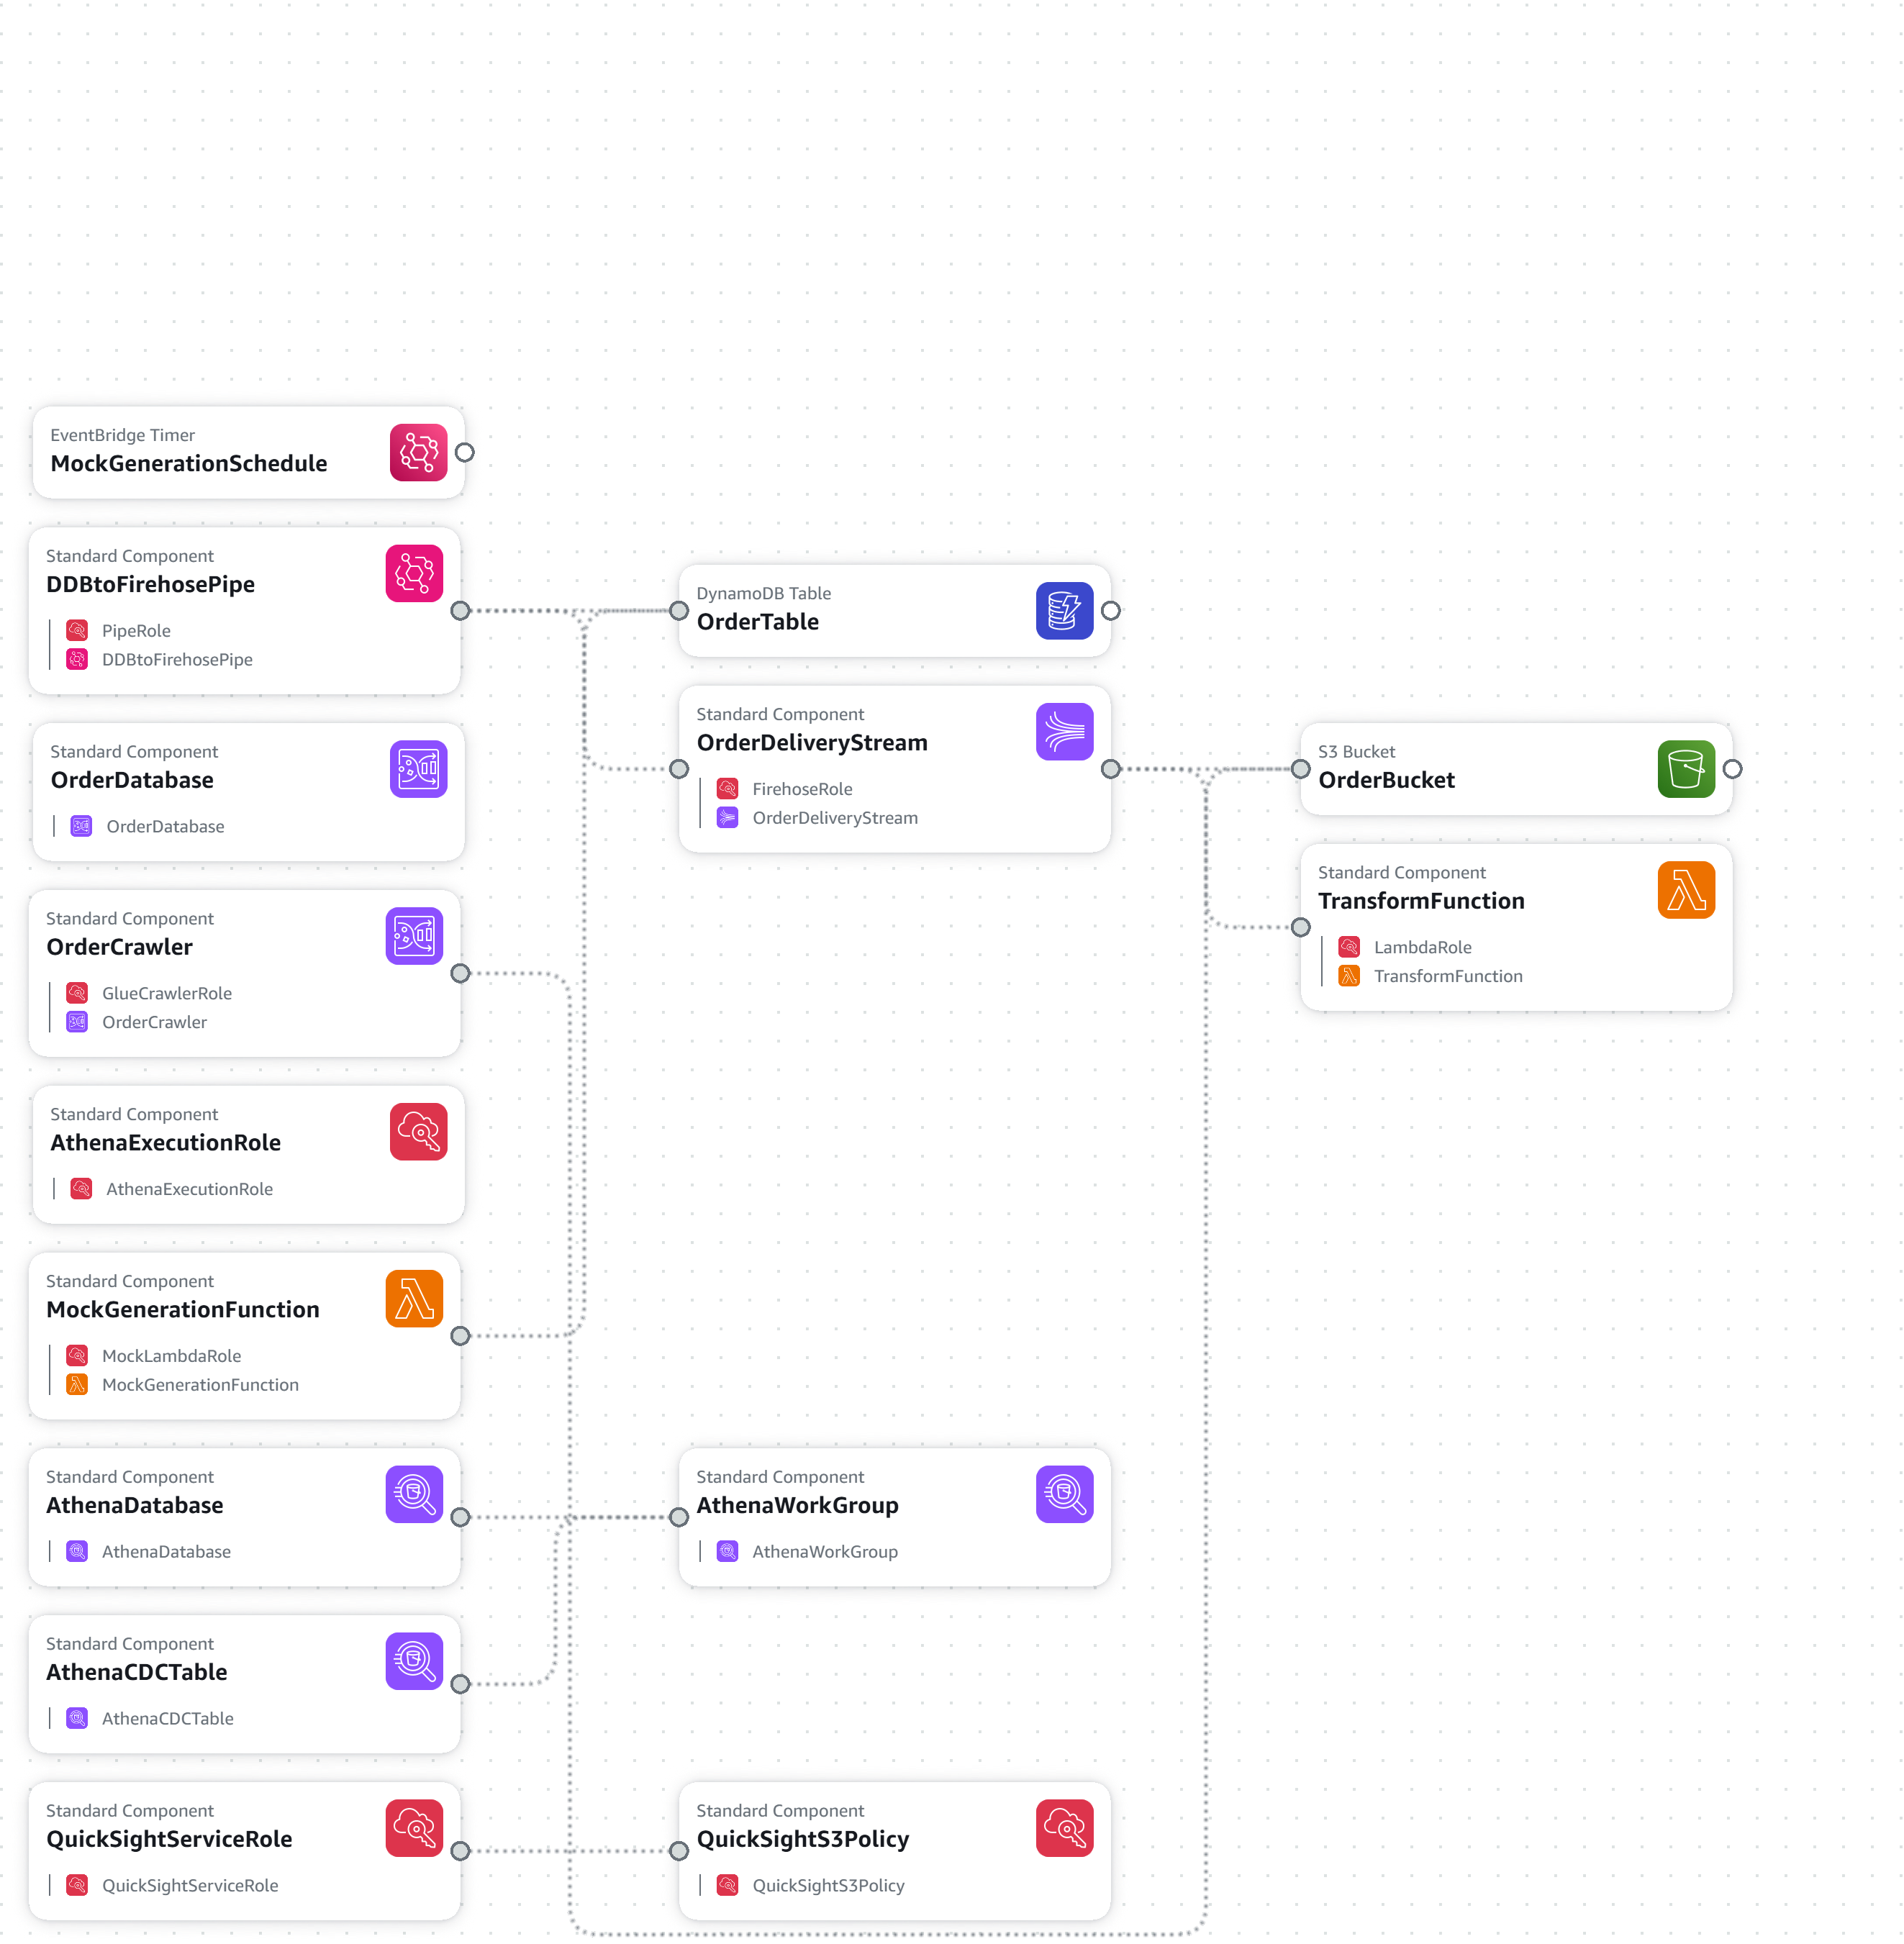 EventBridge Timer
MockGenerationSchedule
Standard Component
DDBtoFirehosePipe
PipeRole
DDBtoFirehosePipe
Standard Component
OrderDatabase
OrderDatabase
Standard Component
OrderCrawler
GlueCrawlerRole
OrderCrawler
Standard Component
AthenaExecutionRole
AthenaExecutionRole
Standard Component
MockGenerationFunction
MockLambdaRole
MockGenerationFunction
Standard Component
AthenaDatabase
AthenaDatabase
Standard Component
AthenaCDCTable
AthenaCDCTable
Standard Component
QuickSightServiceRole
QuickSightServiceRole
DynamoDB Table
OrderTable
Standard Component
OrderDeliveryStream
FirehoseRole
OrderDeliveryStream
Standard Component
AthenaWorkGroup
AthenaWorkGroup
Standard Component
QuickSightS3Policy
QuickSightS3Policy
S3 Bucket
OrderBucket
Standard Component
TransformFunction
LambdaRole
TransformFunction